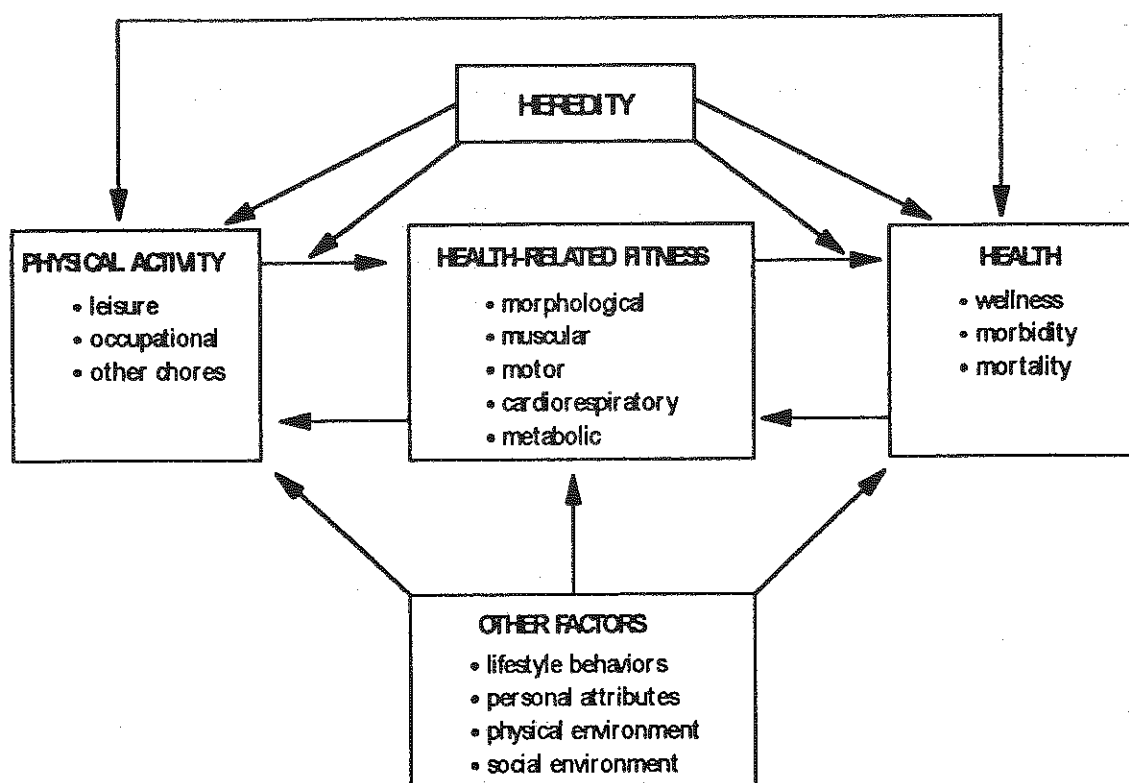 HEREDITY
PHYSICAL ACTIVITY
• leisure
• occupational
• other chores
HEALTH-RELATED FITNESS
• morphological
• muscular
• motor
• cardiorespiratory
• metabolic
HEALTH
• wellness
• morbidity
• mortality
OTHER FACTORS
• lifestyle behaviors
• personal attributes
• physical environment
• social environment